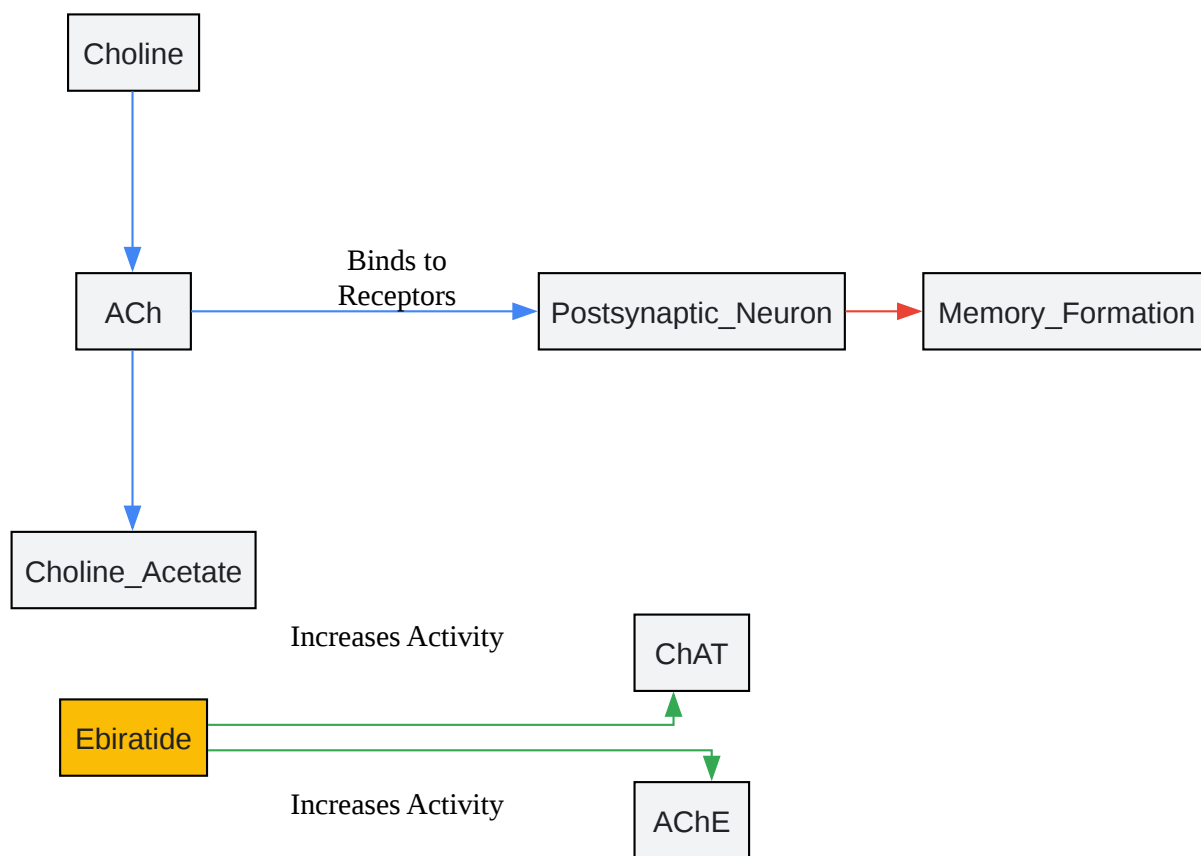 Choline
Binds to
Receptors
ACh
Postsynaptic_Neuron
Memory_Formation
Choline_Acetate
Increases Activity
ChAT
Ebiratide
Increases Activity
AChE